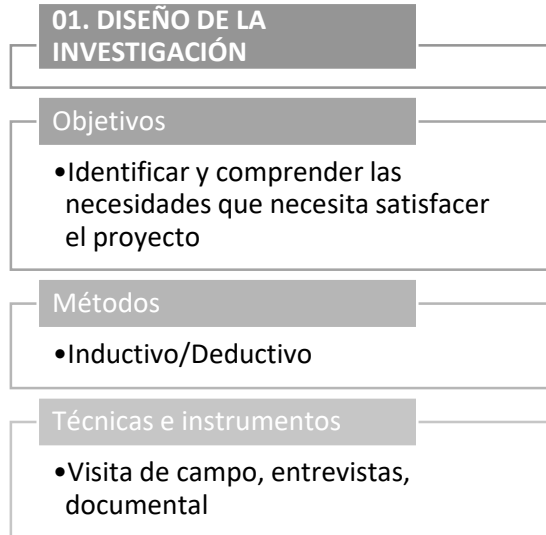 01. DISEÑO DE LA
INVESTIGACIÓN
Objetivos
•Identificar y comprender las
necesidades que necesita satisfacer
el proyecto
Métodos
•Inductivo/Deductivo
Técnicas e instrumentos
•Visita de campo, entrevistas,
documental